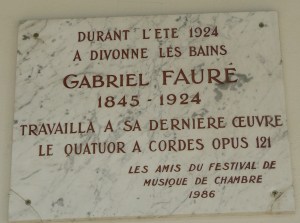 DURANT L'ETE 1924
A DIVONNE LES BAINS
GABRIEL FAURÉ
1845 - 1924
TRAVAILLA A SA DERNIÈRE ŒUVRE
LE QUATUOR A CORDES OPUS 121
LES AMIS DU FESTIVAL DE
MUSIQUE DE CHAMBRE
1986